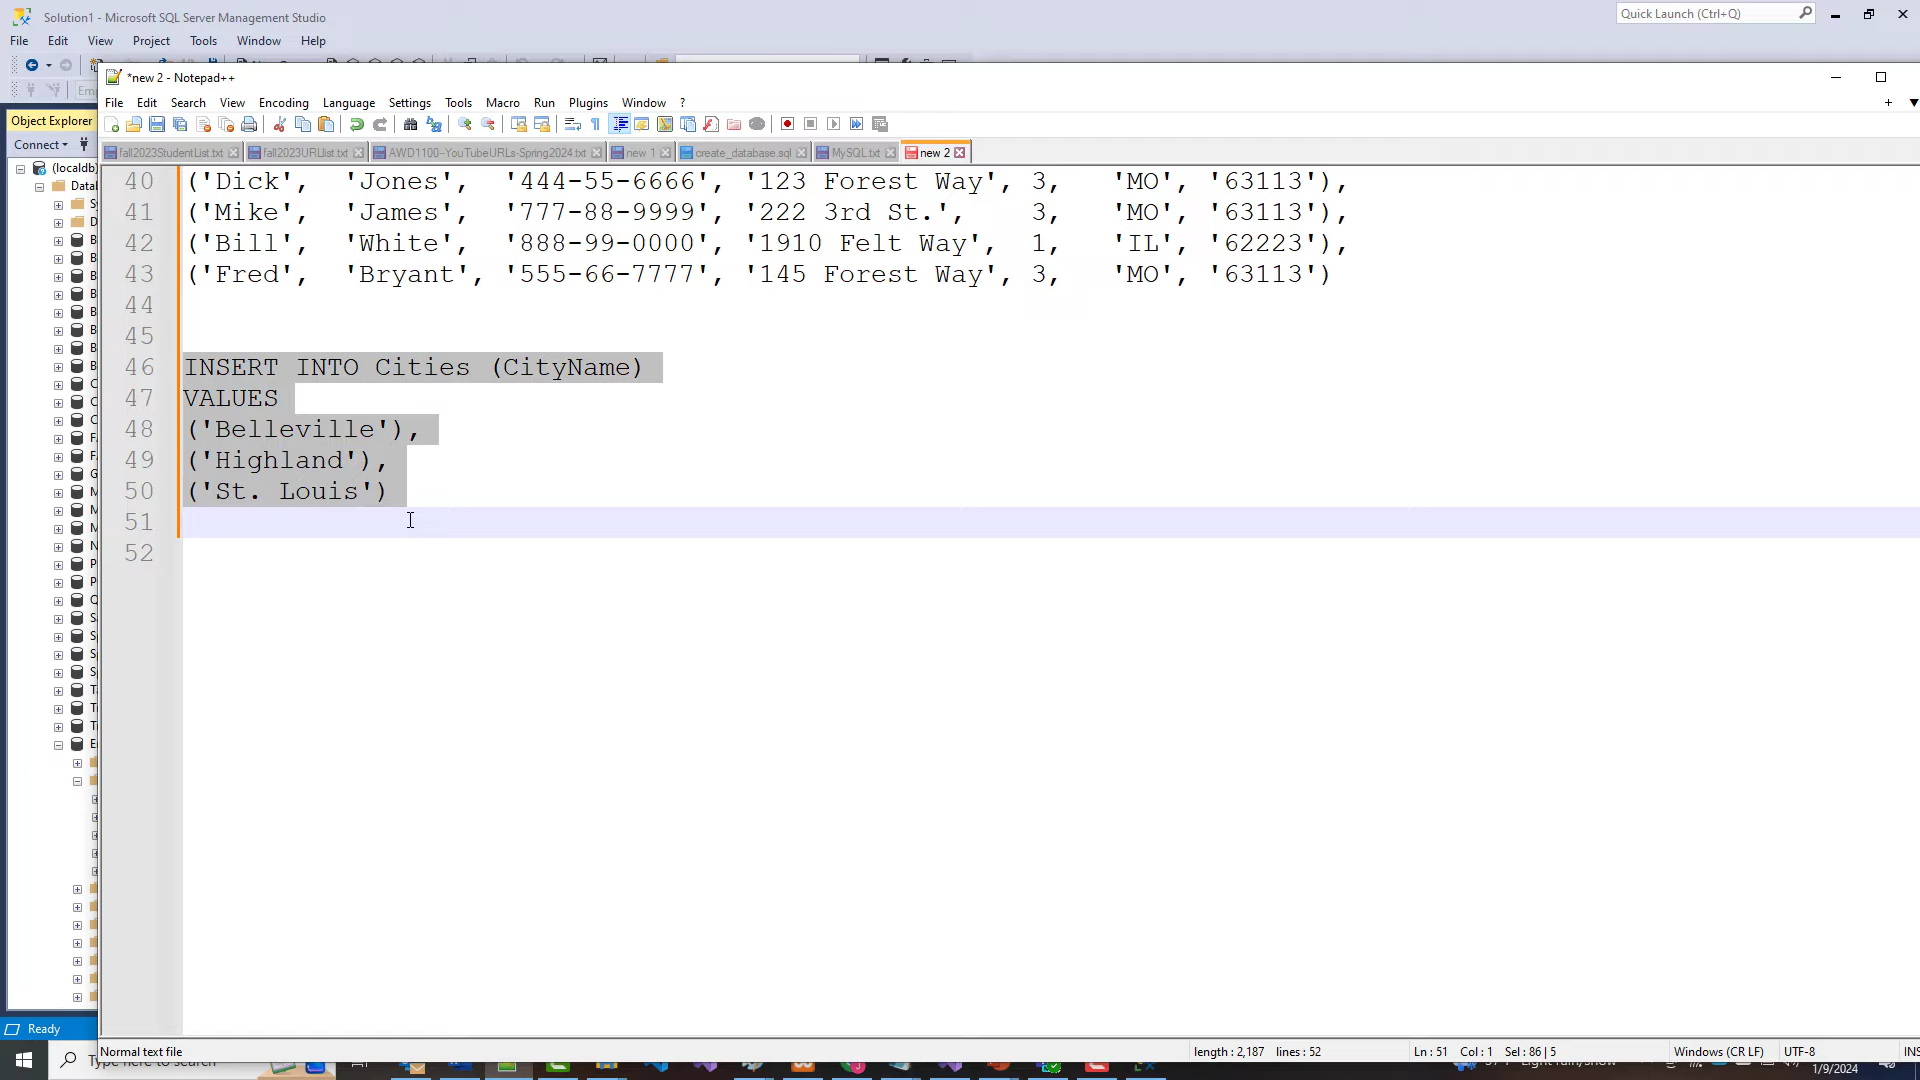 Solution1 - Microsoft SQL Server Management Studio
Quick Launch (Ctrl+Q)
File Edit View Project Tools Window Help
*new 2 - Notepad++
File Edit Search View Encoding Language Settings Tools Macro Run Plugins Window ?
Object Explorer
Connect
fall2023StudentList.txt fall2023URLlist.txt AWD1100-YouTubeURLs-Spring2024.txt new 1 create_database.sql MySQL.txt new 2
(localdb)
40 ('Dick', 'Jones', '444-55-6666', '123 Forest Way', 3, 'MO', '63113'),
41 ('Mike', 'James', '777-88-9999', '222 3rd St.', 3, 'MO', '63113'),
42 ('Bill', 'White', '888-99-0000', '1910 Felt Way', 1, 'IL', '62223'),
43 ('Fred', 'Bryant', '555-66-7777', '145 Forest Way', 3, 'MO', '63113')
44
45
46 INSERT INTO Cities (CityName)
47 VALUES
48 ('Belleville'),
49 ('Highland'),
50 ('St. Louis')
51
52
Ready
Normal text file length : 2,187 lines : 52 Ln : 51 Col : 1 Sel : 86 | 5 Windows (CR LF) UTF-8 INS
Type here to search
1/9/2024